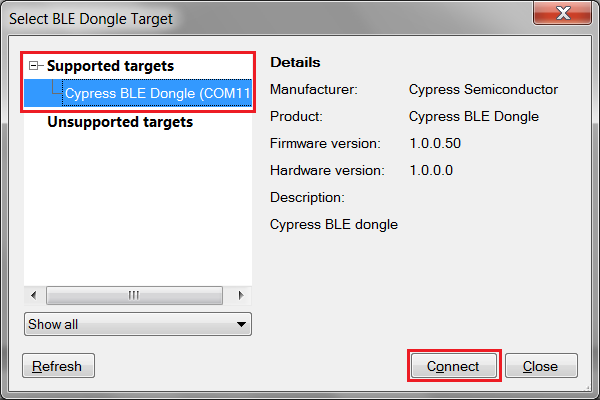 Select BLE Dongle Target
Supported targets
Cypress BLE Dongle (COM11
Unsupported targets
Show all
Details
Manufacturer: Cypress Semiconductor
Product: Cypress BLE Dongle
Firmware version: 1.0.0.50
Hardware version: 1.0.0.0
Description:
Cypress BLE dongle
Refresh
Connect
Close